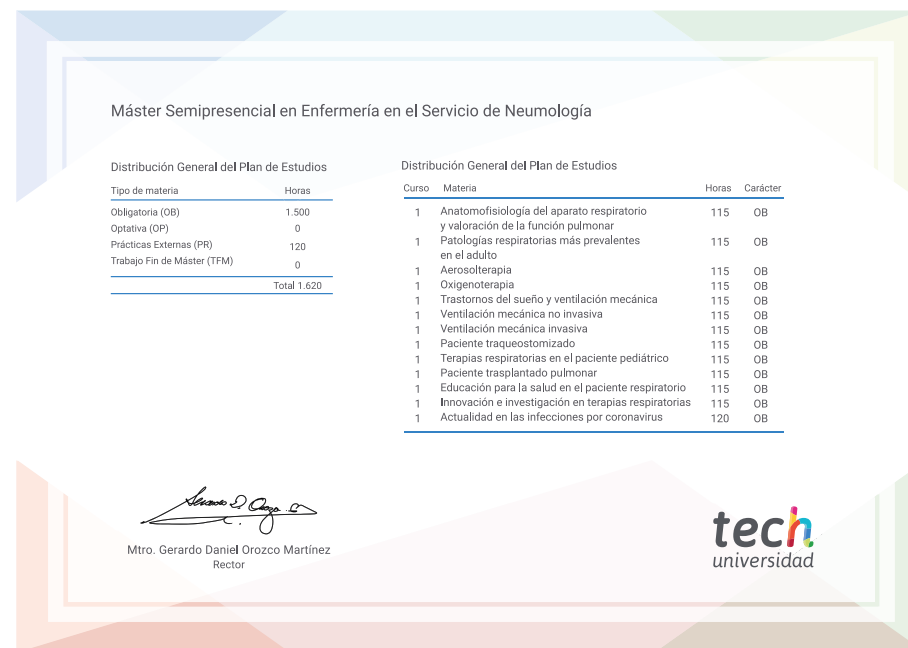 Máster Semipresencial en Enfermería en el Servicio de Neumología
Distribución General del Plan de Estudios
Tipo de materia Horas
Obligatoria (OB) 1.500
Optativa (OP) 0
Prácticas Externas (PR) 120
Trabajo Fin de Máster (TFM) 0
Total 1.620
Distribución General del Plan de Estudios
Curso Materia Horas Carácter
1 Anatomofisiología del aparato respiratorio 115 OB
y valoración de la función pulmonar
1 Patologías respiratorias más prevalentes 115 OB
en el adulto
1 Aerosolterapia 115 OB
1 Oxigenoterapia 115 OB
1 Trastornos del sueño y ventilación mecánica 115 OB
1 Ventilación mecánica no invasiva 115 OB
1 Ventilación mecánica invasiva 115 OB
1 Paciente traqueostomizado 115 OB
1 Terapias respiratorias en el paciente pediátrico 115 OB
1 Paciente trasplantado pulmonar 115 OB
1 Educación para la salud en el paciente respiratorio 115 OB
1 Innovación e investigación en terapias respiratorias 115 OB
1 Actualidad en las infecciones por coronavirus 120 OB
Mtro. Gerardo Daniel Orozco Martínez
Rector
tech
universidad